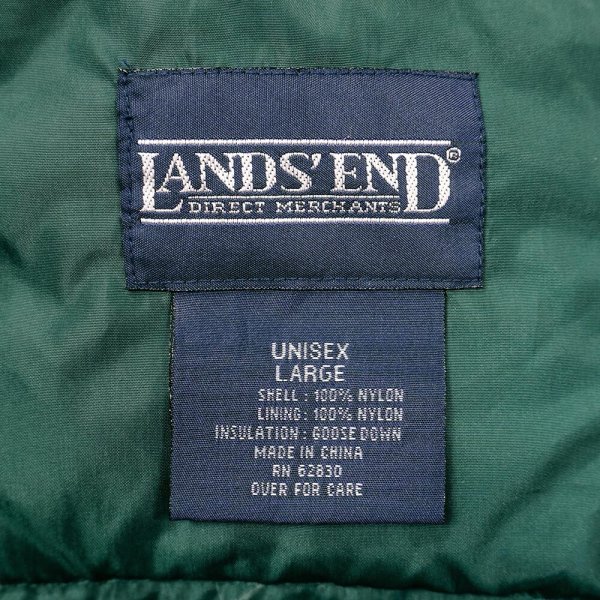 LANDS' END®
DIRECT MERCHANTS
UNISEX
LARGE
SHELL : 100% NYLON
LINING : 100% NYLON
INSULATION : GOOSE DOWN
MADE IN CHINA
RN 62830
OVER FOR CARE